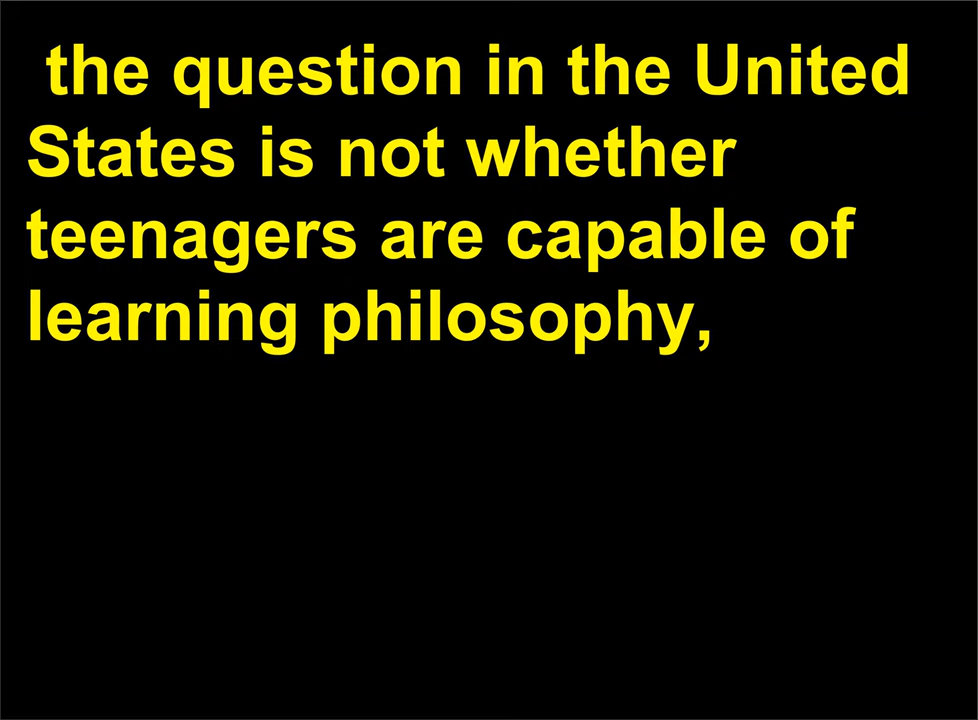 the question in the United
States is not whether
teenagers are capable of
learning philosophy,